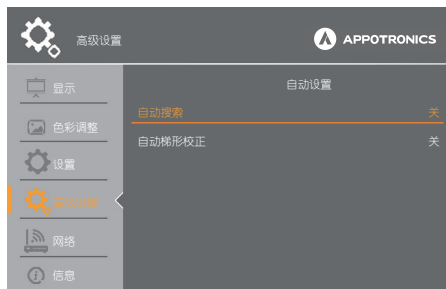 高级设置
APPOTRONICS
显示
色彩调整
设置
网络
信息
自动设置
自动搜索 关
自动梯形校正 关